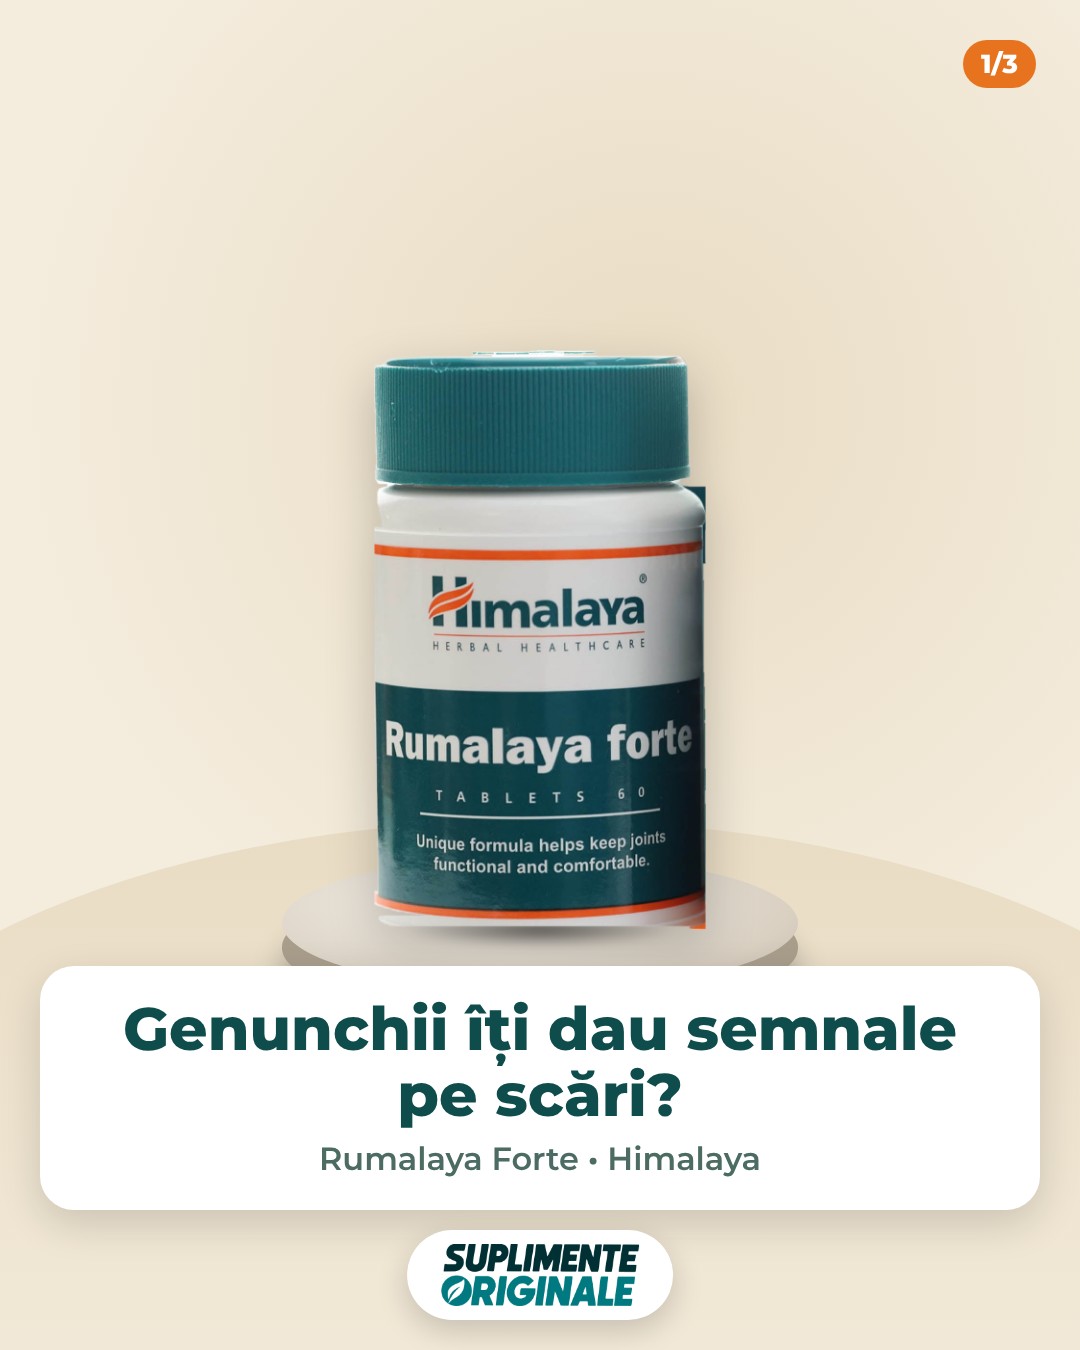 1/3
Himalaya®
HERBAL HEALTHCARE
Rumalaya forte
TABLETS 60
Unique formula helps keep joints
functional and comfortable.
Genunchii îți dau semnale
pe scări?
Rumalaya Forte • Himalaya
SUPLIMENTE
ORIGINALE